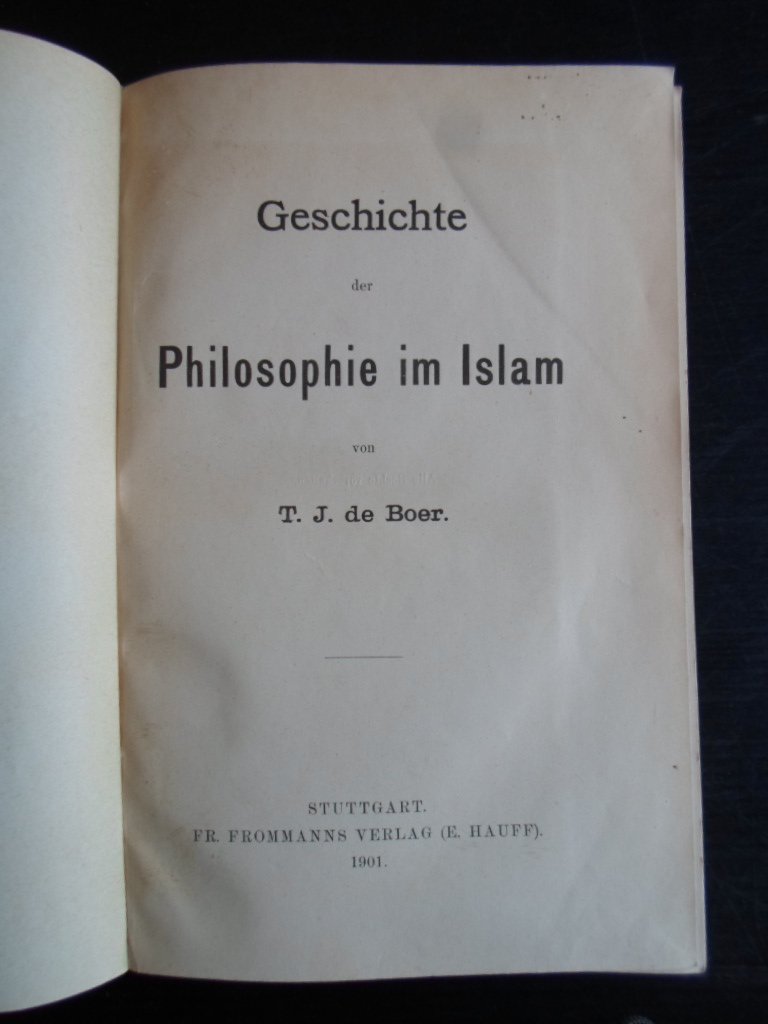 Geschichte
der
Philosophie im Islam
von
T. J. de Boer.
STUTTGART.
FR. FROMMANNS VERLAG (E. HAUFF).
1901.